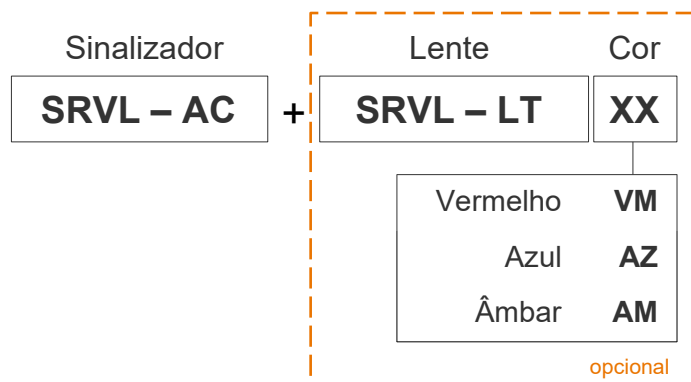 Sinalizador Lente Cor
SRVL – AC + SRVL – LT XX
Vermelho VM
Azul AZ
Âmbar AM
opcional